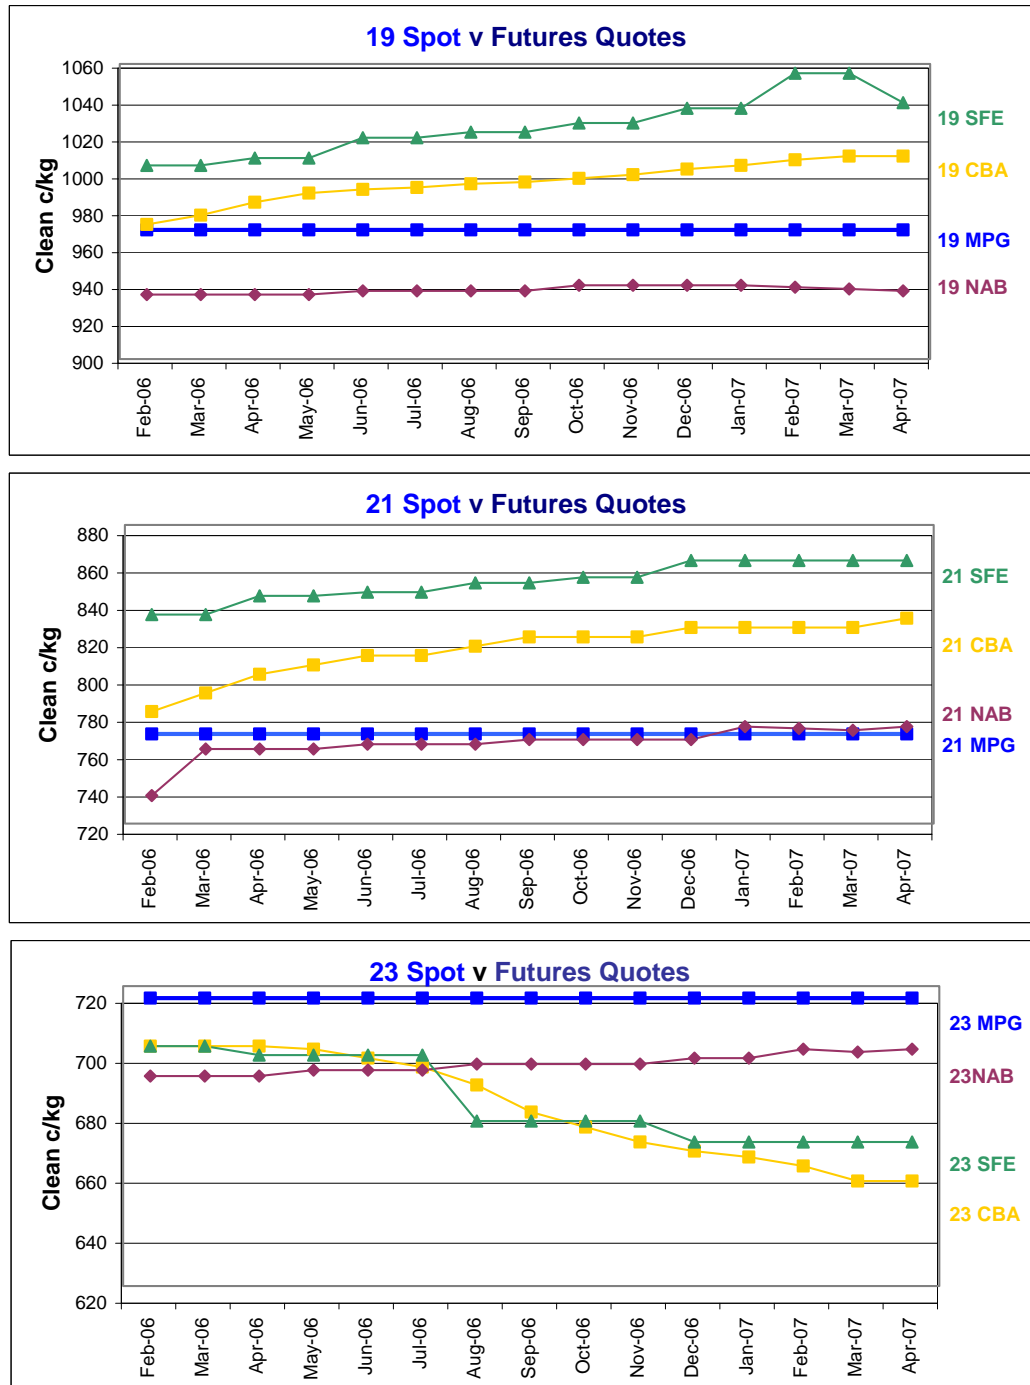 19 Spot v Futures Quotes
1060
1040
1020
1000
980
960
940
920
900
Clean c/kg
19 SFE
19 CBA
19 MPG
19 NAB
Feb-06
Mar-06
Apr-06
May-06
Jun-06
Jul-06
Aug-06
Sep-06
Oct-06
Nov-06
Dec-06
Jan-07
Feb-07
Mar-07
Apr-07
21 Spot v Futures Quotes
880
860
840
820
800
780
760
740
720
Clean c/kg
21 SFE
21 CBA
21 NAB
21 MPG
Feb-06
Mar-06
Apr-06
May-06
Jun-06
Jul-06
Aug-06
Sep-06
Oct-06
Nov-06
Dec-06
Jan-07
Feb-07
Mar-07
Apr-07
23 Spot v Futures Quotes
720
700
680
660
640
620
Clean c/kg
23 MPG
23NAB
23 SFE
23 CBA
Feb-06
Mar-06
Apr-06
May-06
Jun-06
Jul-06
Aug-06
Sep-06
Oct-06
Nov-06
Dec-06
Jan-07
Feb-07
Mar-07
Apr-07